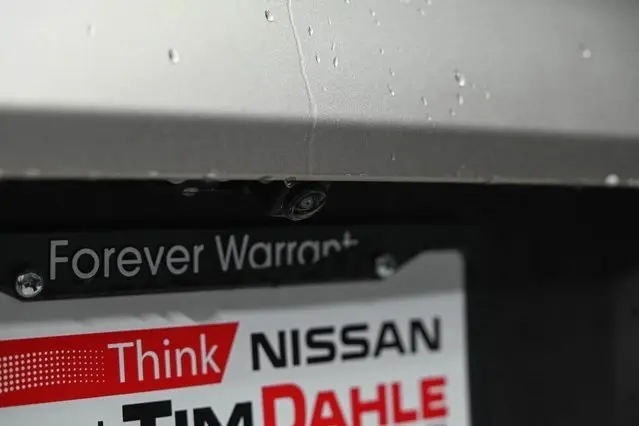 Forever Warrant
Think NISSAN
TIM DAHLE